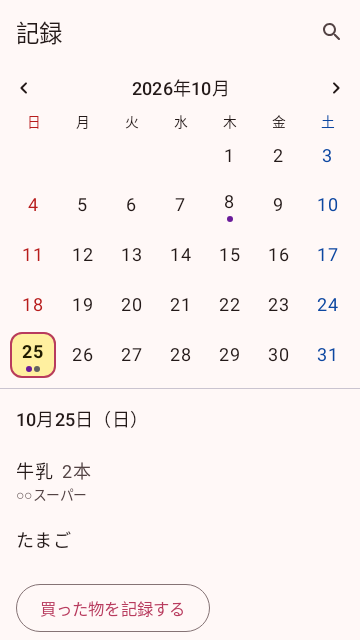 記録
2026年10月
日 月 火 水 木 金 土
1 2 3
4 5 6 7 8 9 10
11 12 13 14 15 16 17
18 19 20 21 22 23 24
25 26 27 28 29 30 31
10月25日（日）
牛乳 2本
○○スーパー
たまご
買った物を記録する